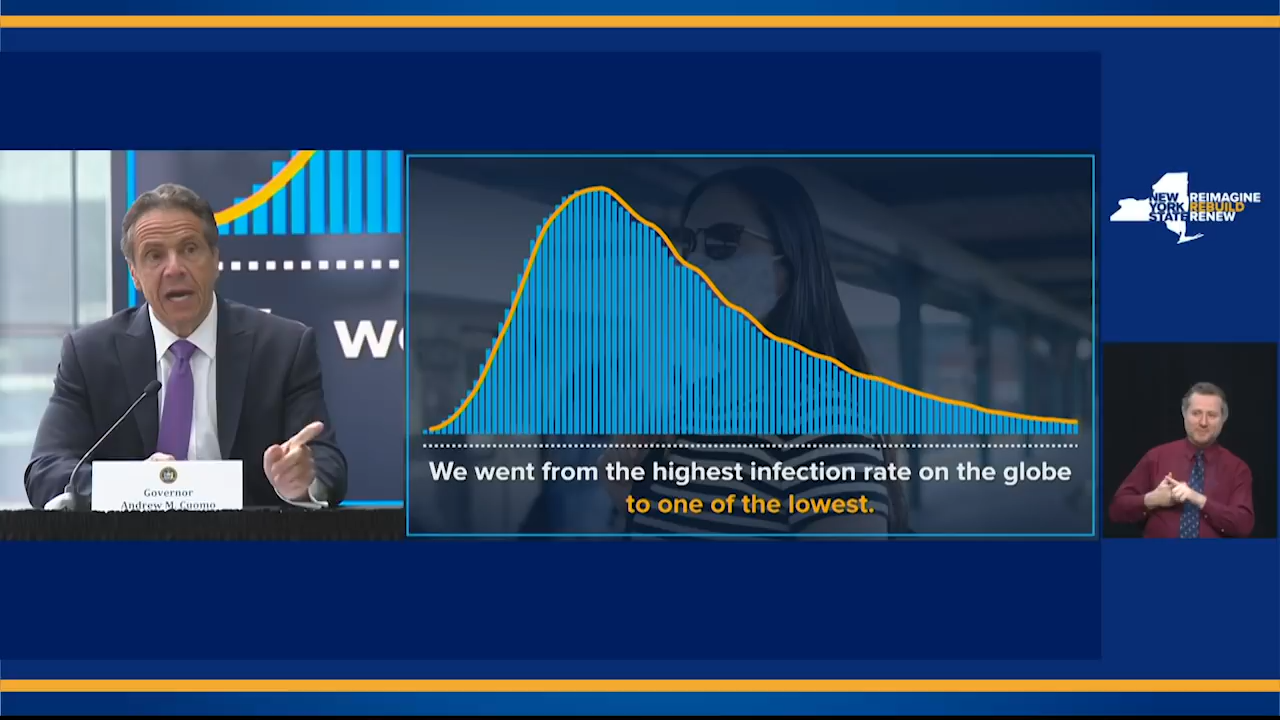 Governor
Andrew M. Cuomo
We
We went from the highest infection rate on the globe
to one of the lowest.
NEW
YORK
STATE
REIMAGINE
REBUILD
RENEW